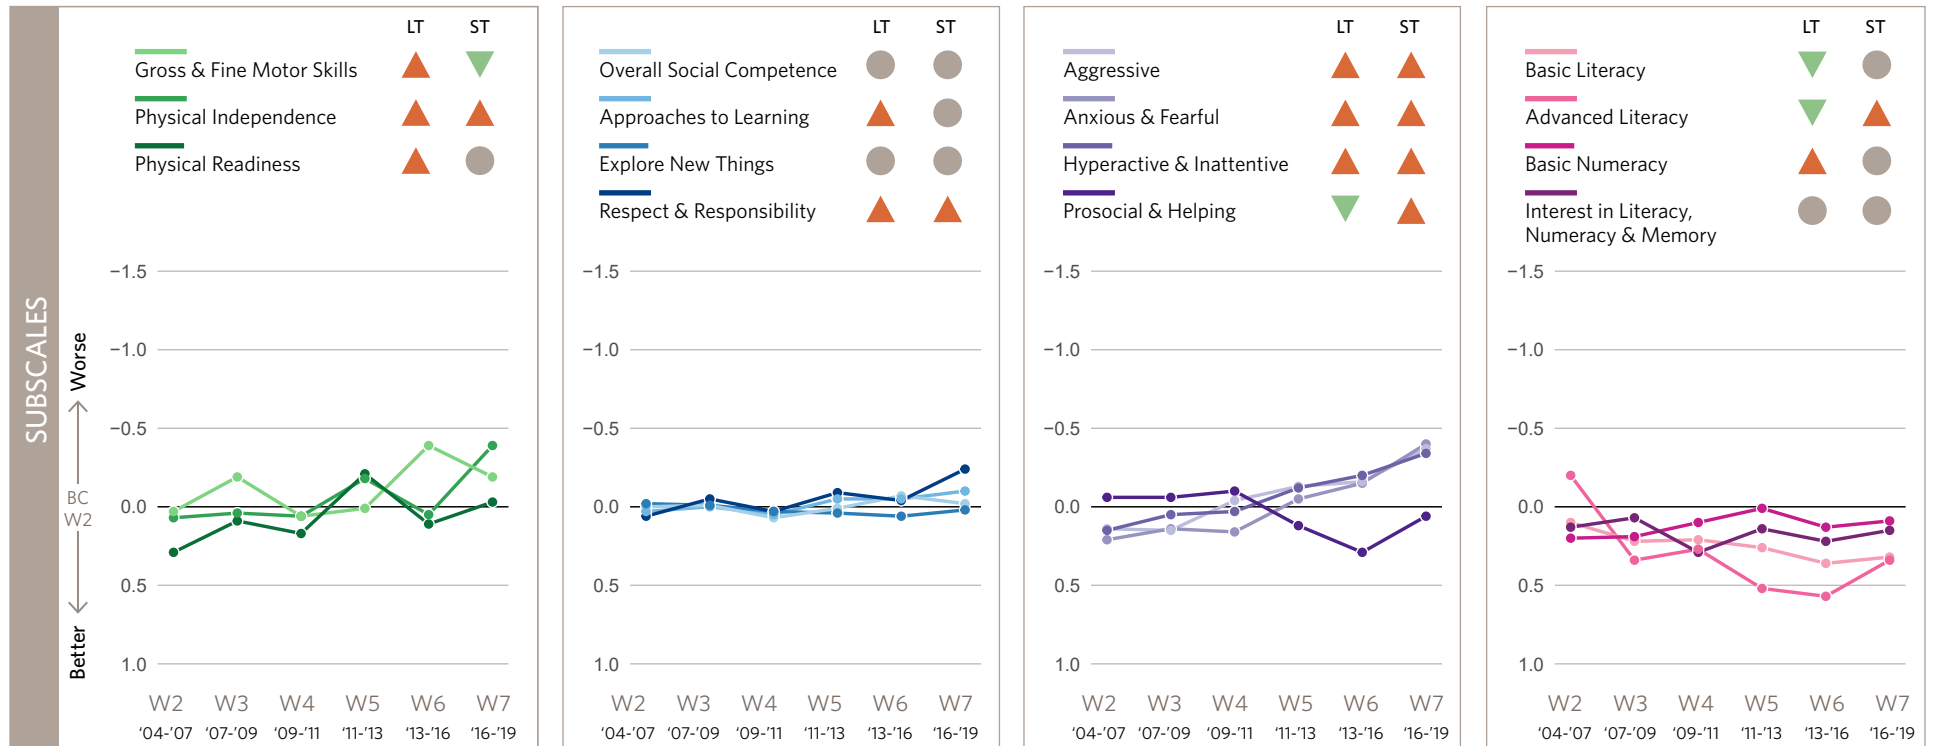 SUBSCALES
Worse
BC
W2
Better
LT ST
Gross & Fine Motor Skills
Physical Independence
Physical Readiness
−1.5
−1.0
−0.5
0.0
0.5
1.0
W2 W3 W4 W5 W6 W7
‘04-’07 ‘07-’09 ‘09-’11 ‘11-’13 ‘13-’16 ‘16-’19
LT ST
Overall Social Competence
Approaches to Learning
Explore New Things
Respect & Responsibility
−1.5
−1.0
−0.5
0.0
0.5
1.0
W2 W3 W4 W5 W6 W7
‘04-’07 ‘07-’09 ‘09-’11 ‘11-’13 ‘13-’16 ‘16-’19
LT ST
Aggressive
Anxious & Fearful
Hyperactive & Inattentive
Prosocial & Helping
−1.5
−1.0
−0.5
0.0
0.5
1.0
W2 W3 W4 W5 W6 W7
‘04-’07 ‘07-’09 ‘09-’11 ‘11-’13 ‘13-’16 ‘16-’19
LT ST
Basic Literacy
Advanced Literacy
Basic Numeracy
Interest in Literacy,
Numeracy & Memory
−1.5
−1.0
−0.5
0.0
0.5
1.0
W2 W3 W4 W5 W6 W7
‘04-’07 ‘07-’09 ‘09-’11 ‘11-’13 ‘13-’16 ‘16-’19